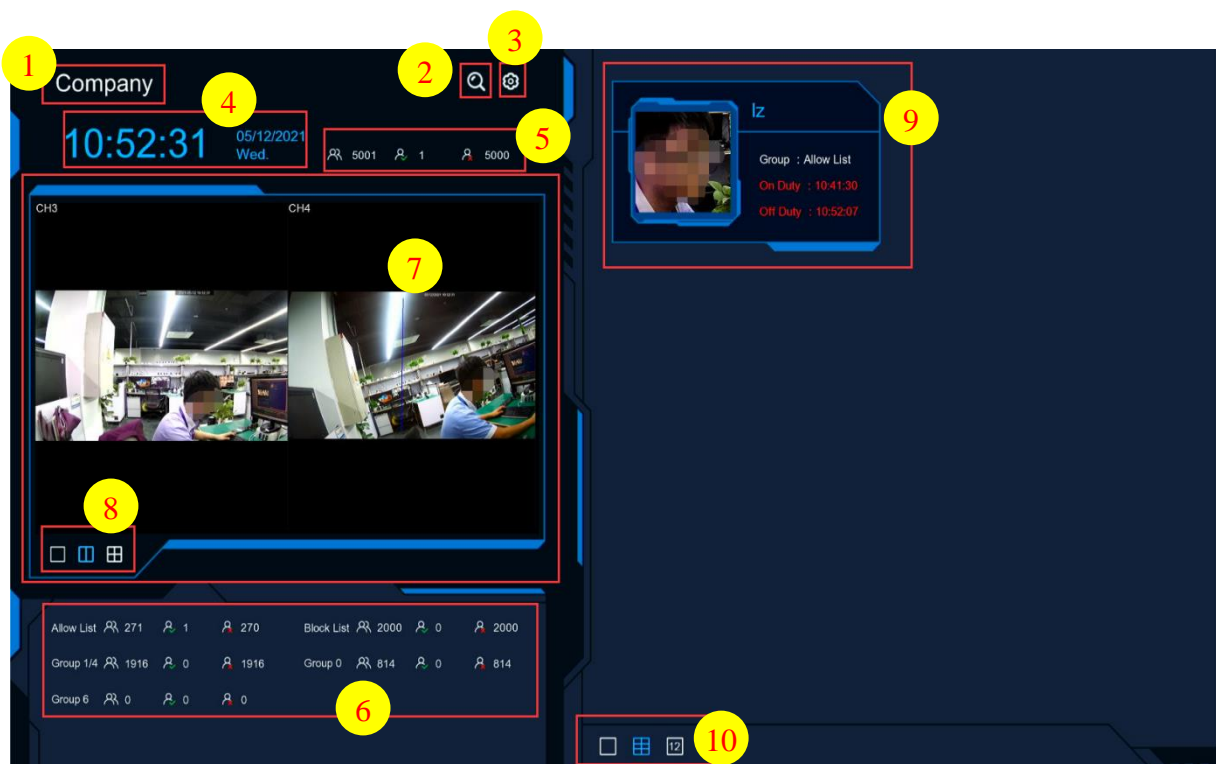 1
Company
2
3
4
10:52:31
05/12/2021
Wed.
5
5001 1 5000
CH3
CH4
7
8
Allow List 271 1 270 Block List 2000 0 2000
Group 1/4 1916 0 1916 Group 0 814 0 814
Group 6 0 0 0
6
9
lz
Group : Allow List
On Duty : 10:41:30
Off Duty : 10:52:07
12
10